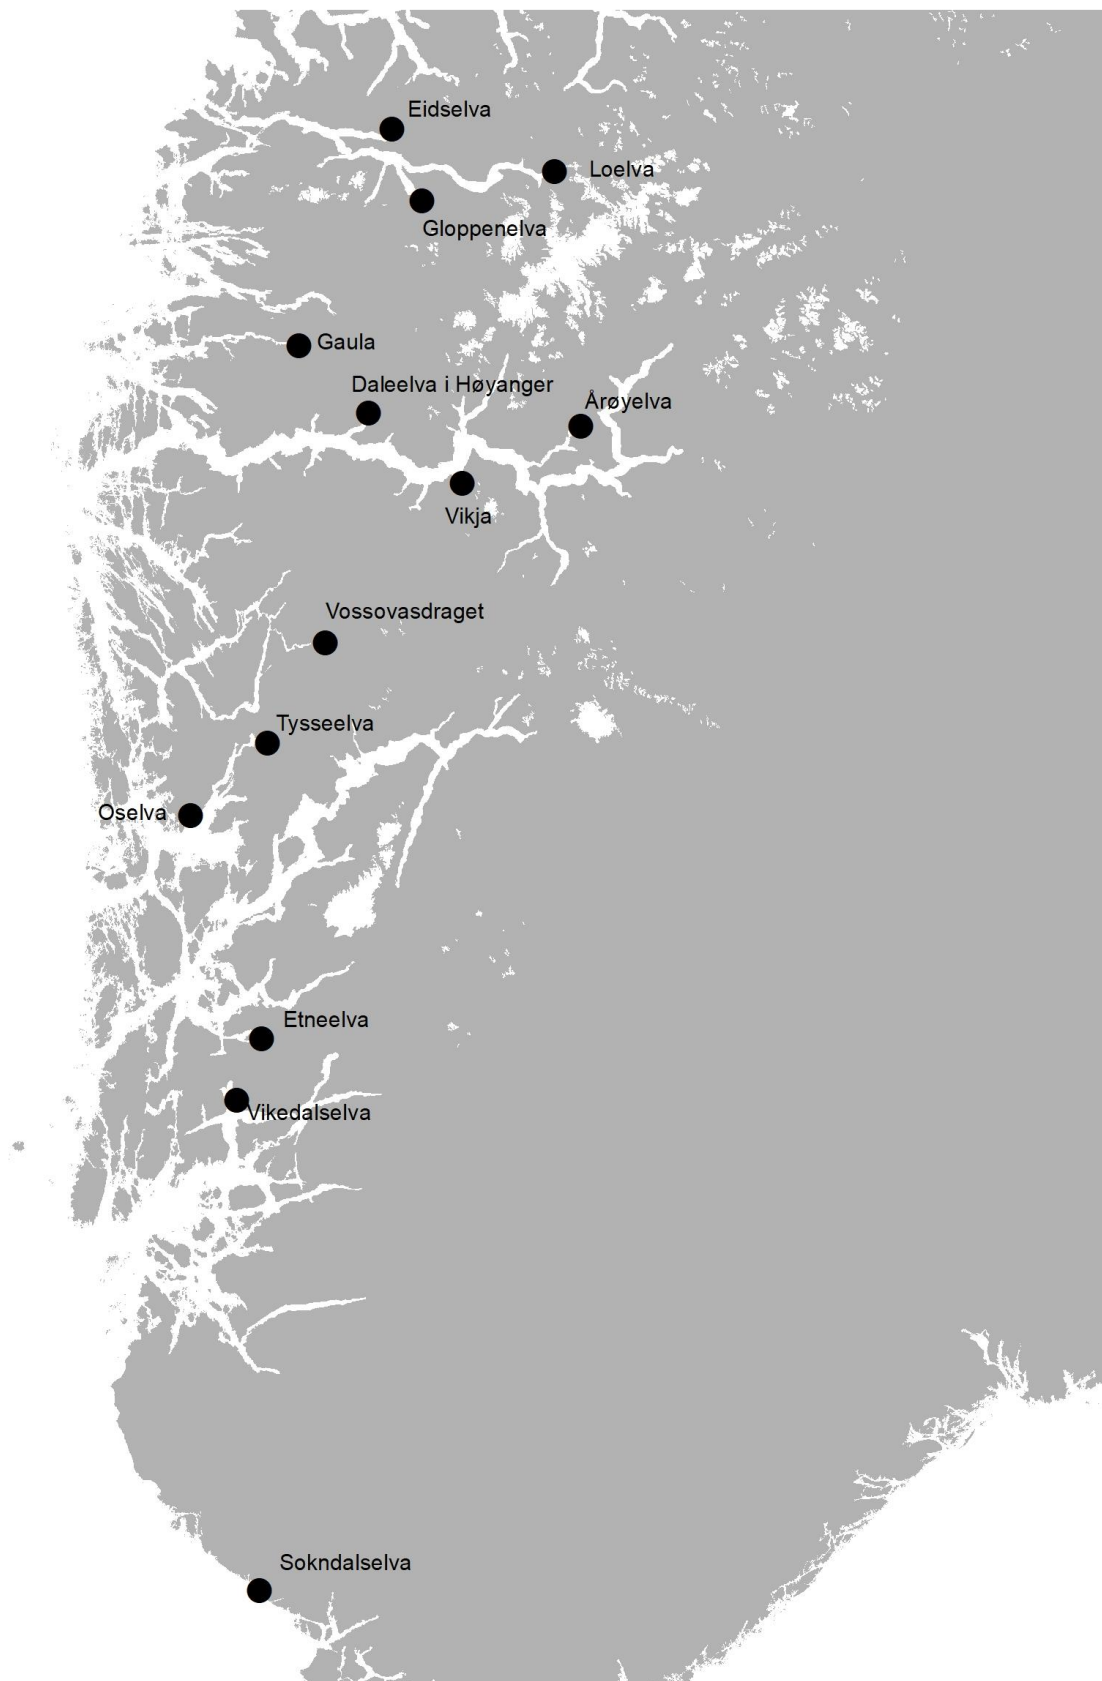 Eidselva
Loelva
Gloppenelva
Gaula
Daleelva i Høyanger
Årøyelva
Vikja
Vossovasdraget
Tysseelva
Oselva
Etneelva
Vikedalselva
Sokndalselva